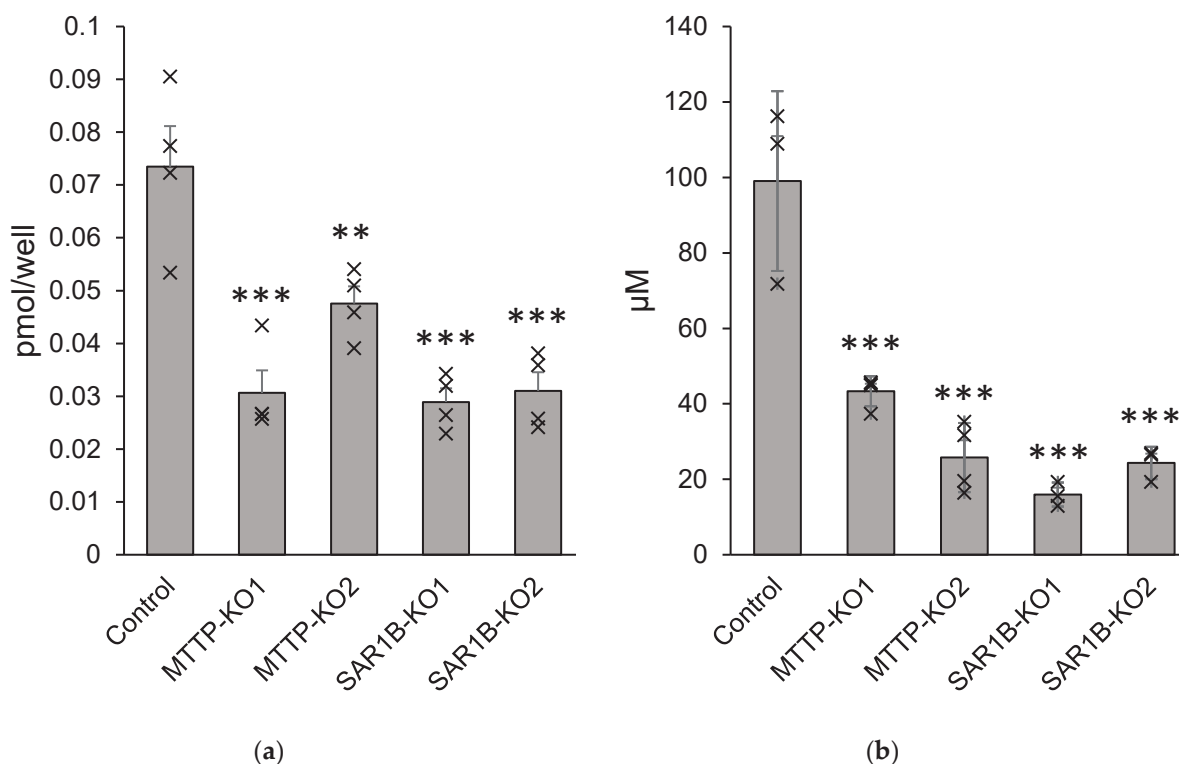 0.1
0.09
0.08
0.07
0.06
0.05
0.04
0.03
0.02
0.01
0
pmol/well
***
**
***
***
Control
MTTP-KO1
MTTP-KO2
SAR1B-KO1
SAR1B-KO2
(a)
140
120
100
80
60
40
20
0
µM
***
***
***
***
Control
MTTP-KO1
MTTP-KO2
SAR1B-KO1
SAR1B-KO2
(b)